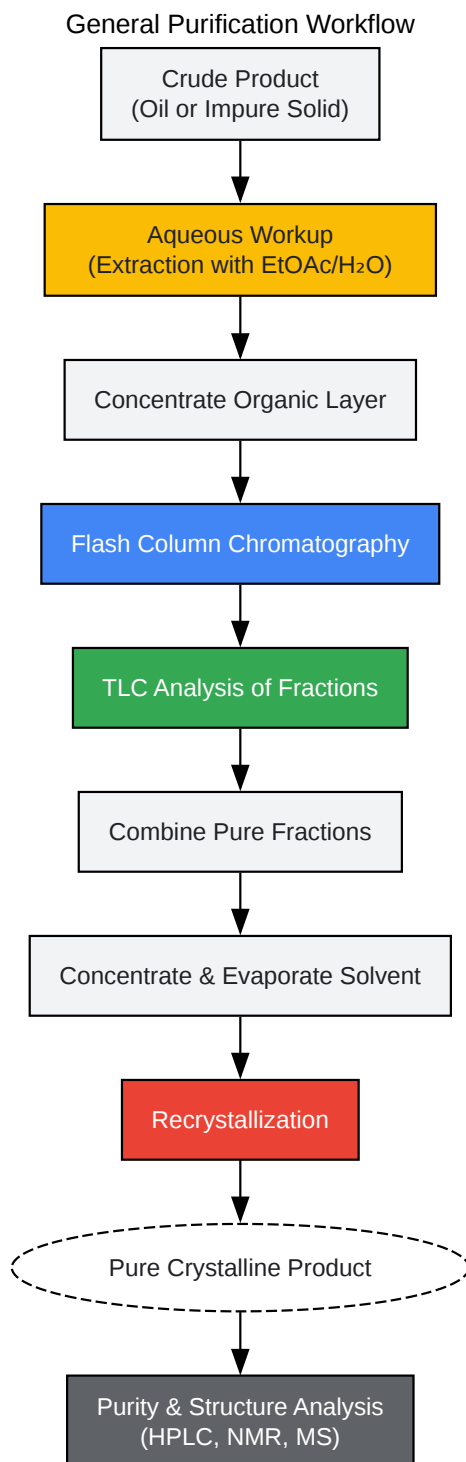 General Purification Workflow
Crude Product
(Oil or Impure Solid)
Aqueous Workup
(Extraction with EtOAc/H₂O)
Concentrate Organic Layer
Flash Column Chromatography
TLC Analysis of Fractions
Combine Pure Fractions
Concentrate & Evaporate Solvent
Recrystallization
Pure Crystalline Product
Purity & Structure Analysis
(HPLC, NMR, MS)